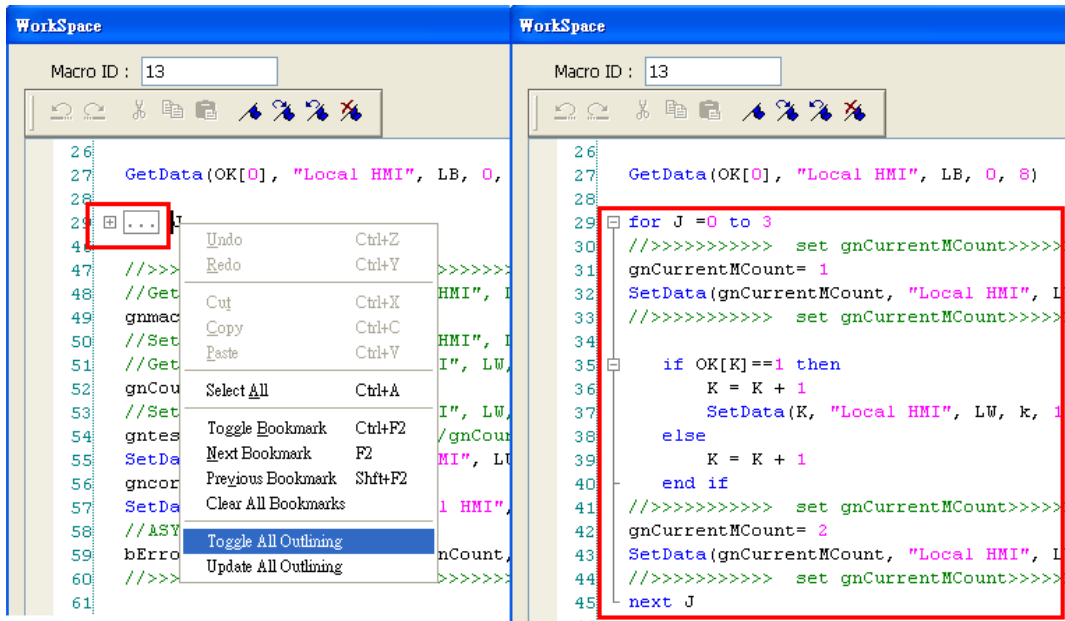 WorkSpace
Macro ID : 13
26
27 GetData(OK[0], "Local HMI", LB, 0,
28
29 ... J
46
47 //>>> >>>>>>>
48 //Get HMI", L
49 gnmac
50 //Set HMI", L
51 //Get I", LW,
52 gnCou
53 //Set I", LW,
54 gntes /gnCour
55 SetDa MI", LU
56 gncor
57 SetDa l HMI",
58 //ASY
59 bErro nCount,
60 //>>> >>>>>>>
61
Undo Ctrl+Z
Redo Ctrl+Y
Cut Ctrl+X
Copy Ctrl+C
Paste Ctrl+V
Select All Ctrl+A
Toggle Bookmark Ctrl+F2
Next Bookmark F2
Previous Bookmark Shft+F2
Clear All Bookmarks
Toggle All Outlining
Update All Outlining
WorkSpace
Macro ID : 13
26
27 GetData(OK[0], "Local HMI", LB, 0, 8)
28
29 for J =0 to 3
30 //>>>>>>>>>>> set gnCurrentMCount>>>>>
31 gnCurrentMCount= 1
32 SetData(gnCurrentMCount, "Local HMI", L
33 //>>>>>>>>>>> set gnCurrentMCount>>>>>
34
35 if OK[K]==1 then
36 K = K + 1
37 SetData(K, "Local HMI", LW, k, 1
38 else
39 K = K + 1
40 end if
41 //>>>>>>>>>>> set gnCurrentMCount>>>>>
42 gnCurrentMCount= 2
43 SetData(gnCurrentMCount, "Local HMI", L
44 //>>>>>>>>>>> set gnCurrentMCount>>>>>
45 next J